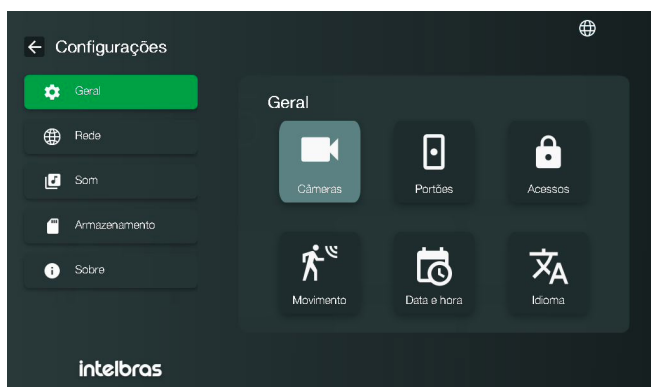 Configurações
Geral
Rede
Som
Armazenamento
Sobre
Geral
Câmeras
Portões
Acessos
Movimento
Data e hora
Idioma
intelbras